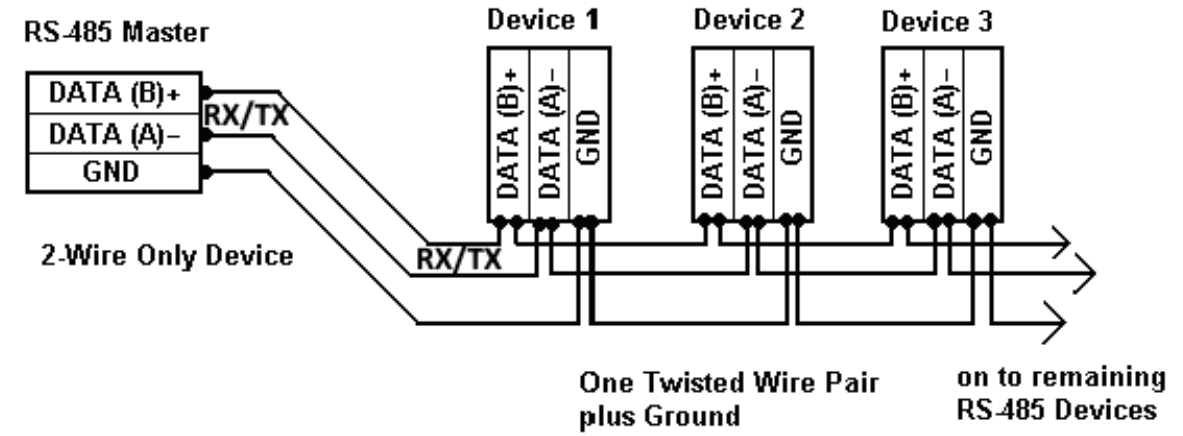 RS-485 Master
DATA (B)+
DATA (A)−
GND
RX/TX
2-Wire Only Device
RX/TX
Device 1
DATA (B)+
DATA (A)−
GND
Device 2
DATA (B)+
DATA (A)−
GND
Device 3
DATA (B)+
DATA (A)−
GND
One Twisted Wire Pair
plus Ground
on to remaining
RS-485 Devices